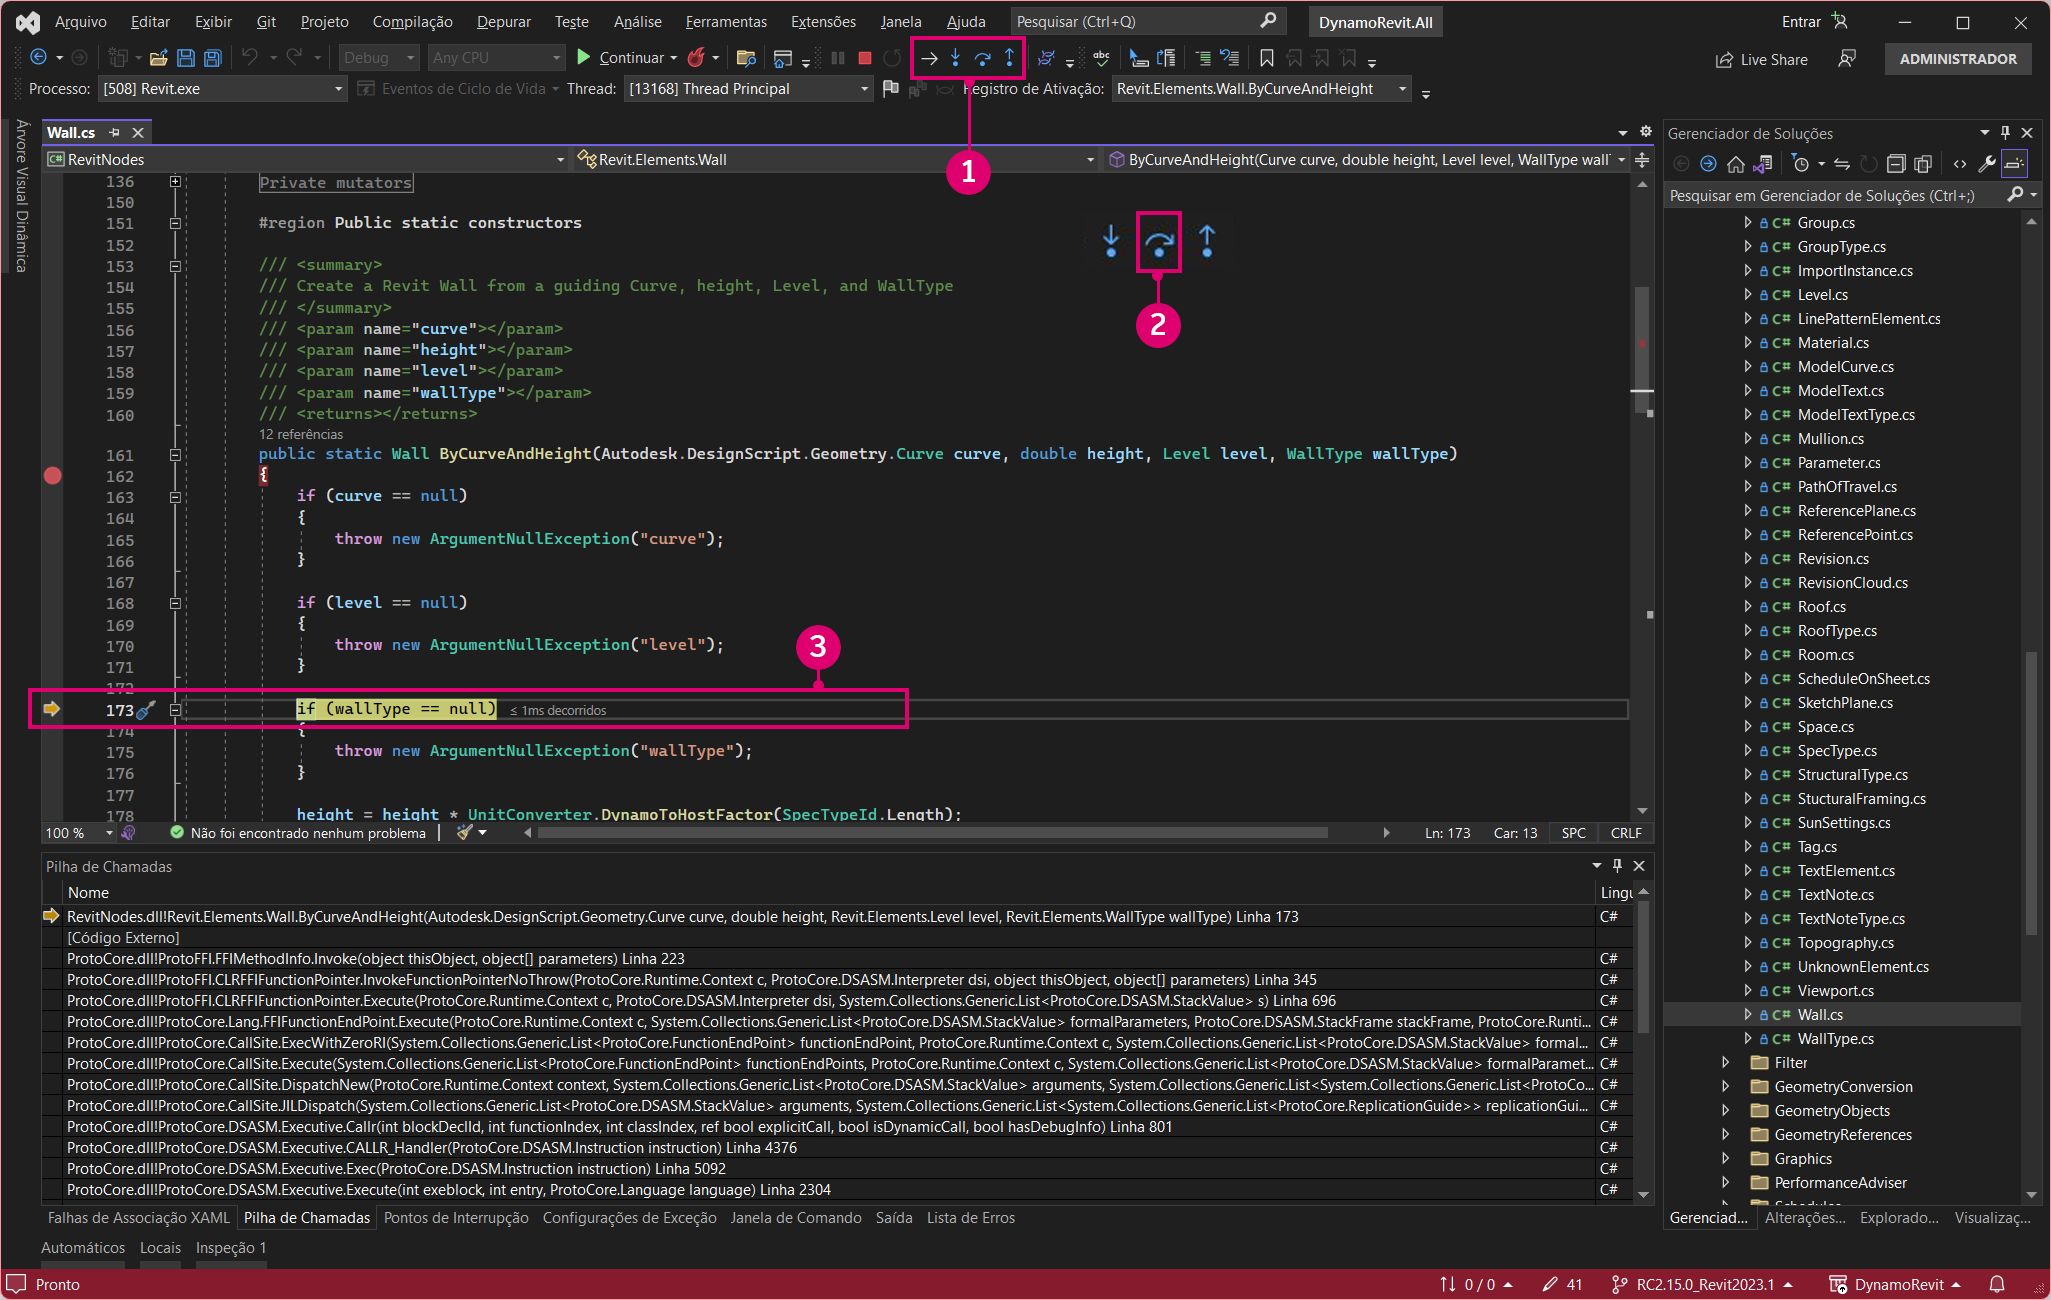 Arquivo Editar Exibir Git Projeto Compilação Depurar Teste Análise Ferramentas Extensões Janela Ajuda Pesquisar (Ctrl+Q) DynamoRevit.All Entrar
Debug Any CPU Continuar abc Live Share ADMINISTRADOR
Processo: [508] Revit.exe Eventos de Ciclo de Vida Thread: [13168] Thread Principal Registro de Ativação: Revit.Elements.Wall.ByCurveAndHeight
Árvore Visual Dinâmica
Wall.cs
RevitNodes Revit.Elements.Wall ByCurveAndHeight(Curve curve, double height, Level level, WallType wallT
1
2
3
136 Private mutators
150
151 #region Public static constructors
152
153 /// <summary>
154 /// Create a Revit Wall from a guiding Curve, height, Level, and WallType
155 /// </summary>
156 /// <param name="curve"></param>
157 /// <param name="height"></param>
158 /// <param name="level"></param>
159 /// <param name="wallType"></param>
160 /// <returns></returns>
12 referências
161 public static Wall ByCurveAndHeight(Autodesk.DesignScript.Geometry.Curve curve, double height, Level level, WallType wallType)
162 {
163 if (curve == null)
164 {
165 throw new ArgumentNullException("curve");
166 }
167
168 if (level == null)
169 {
170 throw new ArgumentNullException("level");
171 }
172
173 if (wallType == null) ≤ 1ms decorridos
174 {
175 throw new ArgumentNullException("wallType");
176 }
177
178 height = height * UnitConverter.DynamoToHostFactor(SpecTypeId.Length);
100 % Não foi encontrado nenhum problema Ln: 173 Car: 13 SPC CRLF
Pilha de Chamadas
Nome Lingu
RevitNodes.dll!Revit.Elements.Wall.ByCurveAndHeight(Autodesk.DesignScript.Geometry.Curve curve, double height, Revit.Elements.Level level, Revit.Elements.WallType wallType) Linha 173 C#
[Código Externo]
ProtoCore.dll!ProtoFFI.FFIMethodInfo.Invoke(object thisObject, object[] parameters) Linha 223 C#
ProtoCore.dll!ProtoFFI.CLRFFIFunctionPointer.InvokeFunctionPointerNoThrow(ProtoCore.Runtime.Context c, ProtoCore.DSASM.Interpreter dsi, object thisObject, object[] parameters) Linha 345 C#
ProtoCore.dll!ProtoFFI.CLRFFIFunctionPointer.Execute(ProtoCore.Runtime.Context c, ProtoCore.DSASM.Interpreter dsi, System.Collections.Generic.List<ProtoCore.DSASM.StackValue> s) Linha 696 C#
ProtoCore.dll!ProtoCore.Lang.FFIFunctionEndPoint.Execute(ProtoCore.Runtime.Context c, System.Collections.Generic.List<ProtoCore.DSASM.StackValue> formalParameters, ProtoCore.DSASM.StackFrame stackFrame, ProtoCore.Runti... C#
ProtoCore.dll!ProtoCore.CallSite.ExecWithZeroRI(System.Collections.Generic.List<ProtoCore.FunctionEndPoint> functionEndPoint, ProtoCore.Runtime.Context c, System.Collections.Generic.List<ProtoCore.DSASM.StackValue> formal... C#
ProtoCore.dll!ProtoCore.CallSite.Execute(System.Collections.Generic.List<ProtoCore.FunctionEndPoint> functionEndPoints, ProtoCore.Runtime.Context c, System.Collections.Generic.List<ProtoCore.DSASM.StackValue> formalParamet... C#
ProtoCore.dll!ProtoCore.CallSite.DispatchNew(ProtoCore.Runtime.Context context, System.Collections.Generic.List<ProtoCore.DSASM.StackValue> arguments, System.Collections.Generic.List<System.Collections.Generic.List<ProtoCo... C#
ProtoCore.dll!ProtoCore.CallSite.JILDispatch(System.Collections.Generic.List<ProtoCore.DSASM.StackValue> arguments, System.Collections.Generic.List<System.Collections.Generic.List<ProtoCore.ReplicationGuide>> replicationGui... C#
ProtoCore.dll!ProtoCore.DSASM.Executive.Callr(int blockDeclId, int functionIndex, int classIndex, ref bool explicitCall, bool isDynamicCall, bool hasDebugInfo) Linha 801 C#
ProtoCore.dll!ProtoCore.DSASM.Executive.CALLR_Handler(ProtoCore.DSASM.Instruction instruction) Linha 4376 C#
ProtoCore.dll!ProtoCore.DSASM.Executive.Exec(ProtoCore.DSASM.Instruction instruction) Linha 5092 C#
ProtoCore.dll!ProtoCore.DSASM.Executive.Execute(int exeblock, int entry, ProtoCore.Language language) Linha 2304 C#
Falhas de Associação XAML Pilha de Chamadas Pontos de Interrupção Configurações de Exceção Janela de Comando Saída Lista de Erros
Automáticos Locais Inspeção 1
Gerenciador de Soluções
Pesquisar em Gerenciador de Soluções (Ctrl+;)
C# Group.cs
C# GroupType.cs
C# ImportInstance.cs
C# Level.cs
C# LinePatternElement.cs
C# Material.cs
C# ModelCurve.cs
C# ModelText.cs
C# ModelTextType.cs
C# Mullion.cs
C# Parameter.cs
C# PathOfTravel.cs
C# ReferencePlane.cs
C# ReferencePoint.cs
C# Revision.cs
C# RevisionCloud.cs
C# Roof.cs
C# RoofType.cs
C# Room.cs
C# ScheduleOnSheet.cs
C# SketchPlane.cs
C# Space.cs
C# SpecType.cs
C# StructuralType.cs
C# StucturalFraming.cs
C# SunSettings.cs
C# Tag.cs
C# TextElement.cs
C# TextNote.cs
C# TextNoteType.cs
C# Topography.cs
C# UnknownElement.cs
C# Viewport.cs
C# Wall.cs
C# WallType.cs
Filter
GeometryConversion
GeometryObjects
GeometryReferences
Graphics
PerformanceAdviser
Gerenciad... Alterações... Explorado... Visualizaç...
Pronto 0 / 0 41 RC2.15.0_Revit2023.1 DynamoRevit